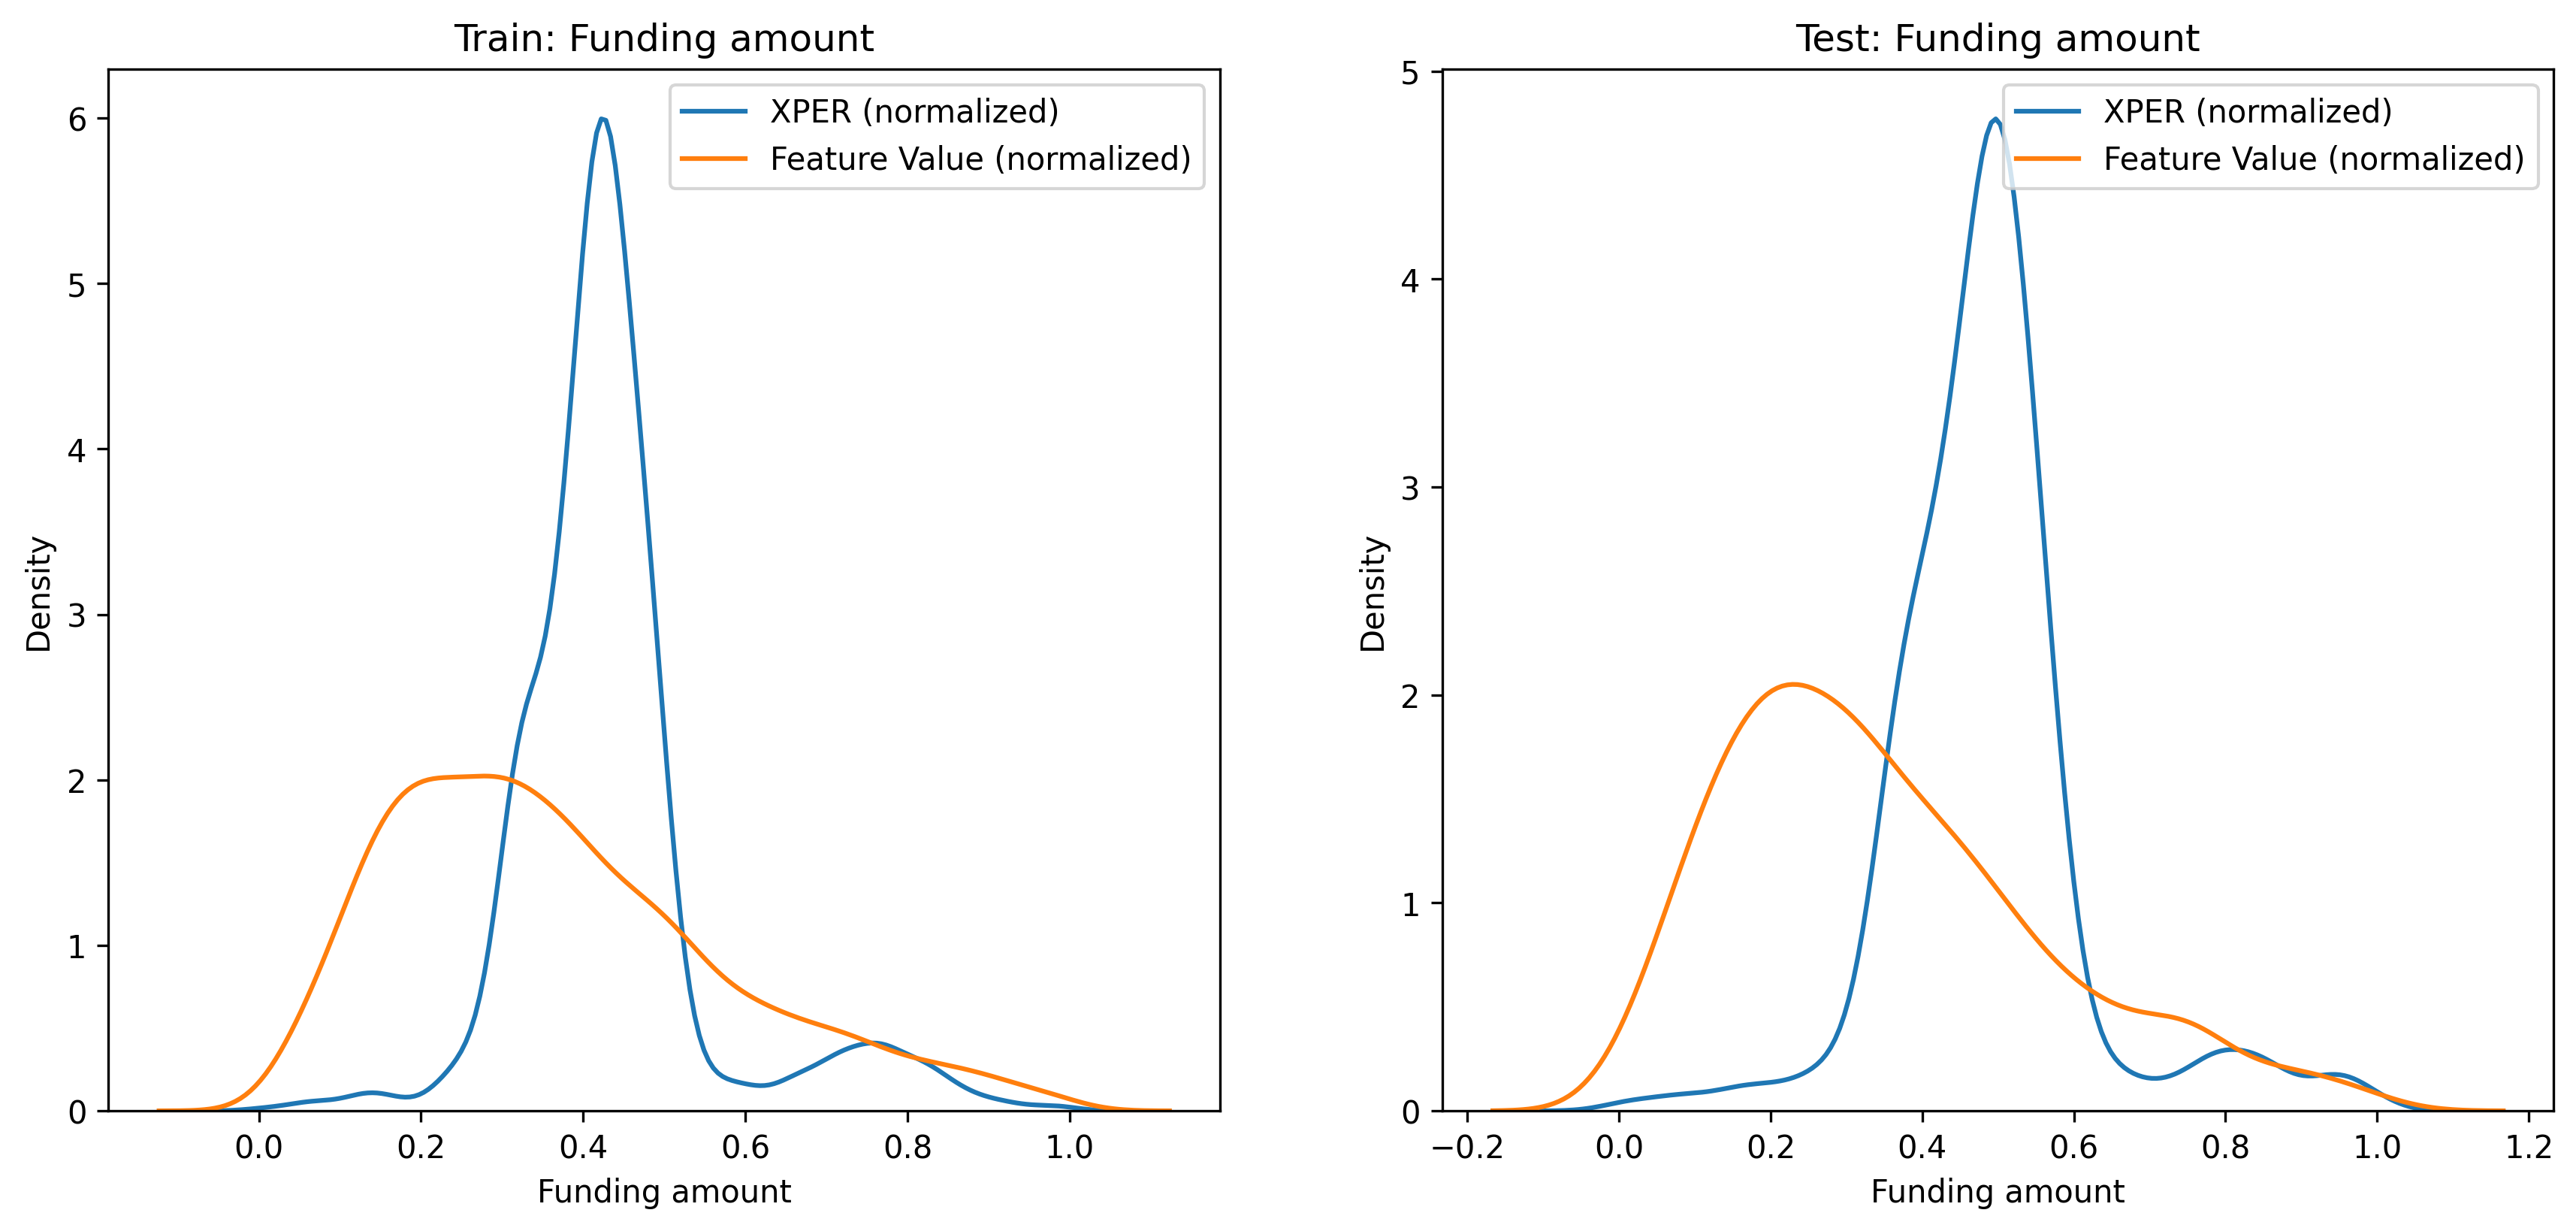 Train: Funding amount
XPER (normalized)
Feature Value (normalized)
6
5
4
3
2
1
0
Density
0.0 0.2 0.4 0.6 0.8 1.0
Funding amount
Test: Funding amount
XPER (normalized)
Feature Value (normalized)
5
4
3
2
1
0
Density
−0.2 0.0 0.2 0.4 0.6 0.8 1.0 1.2
Funding amount